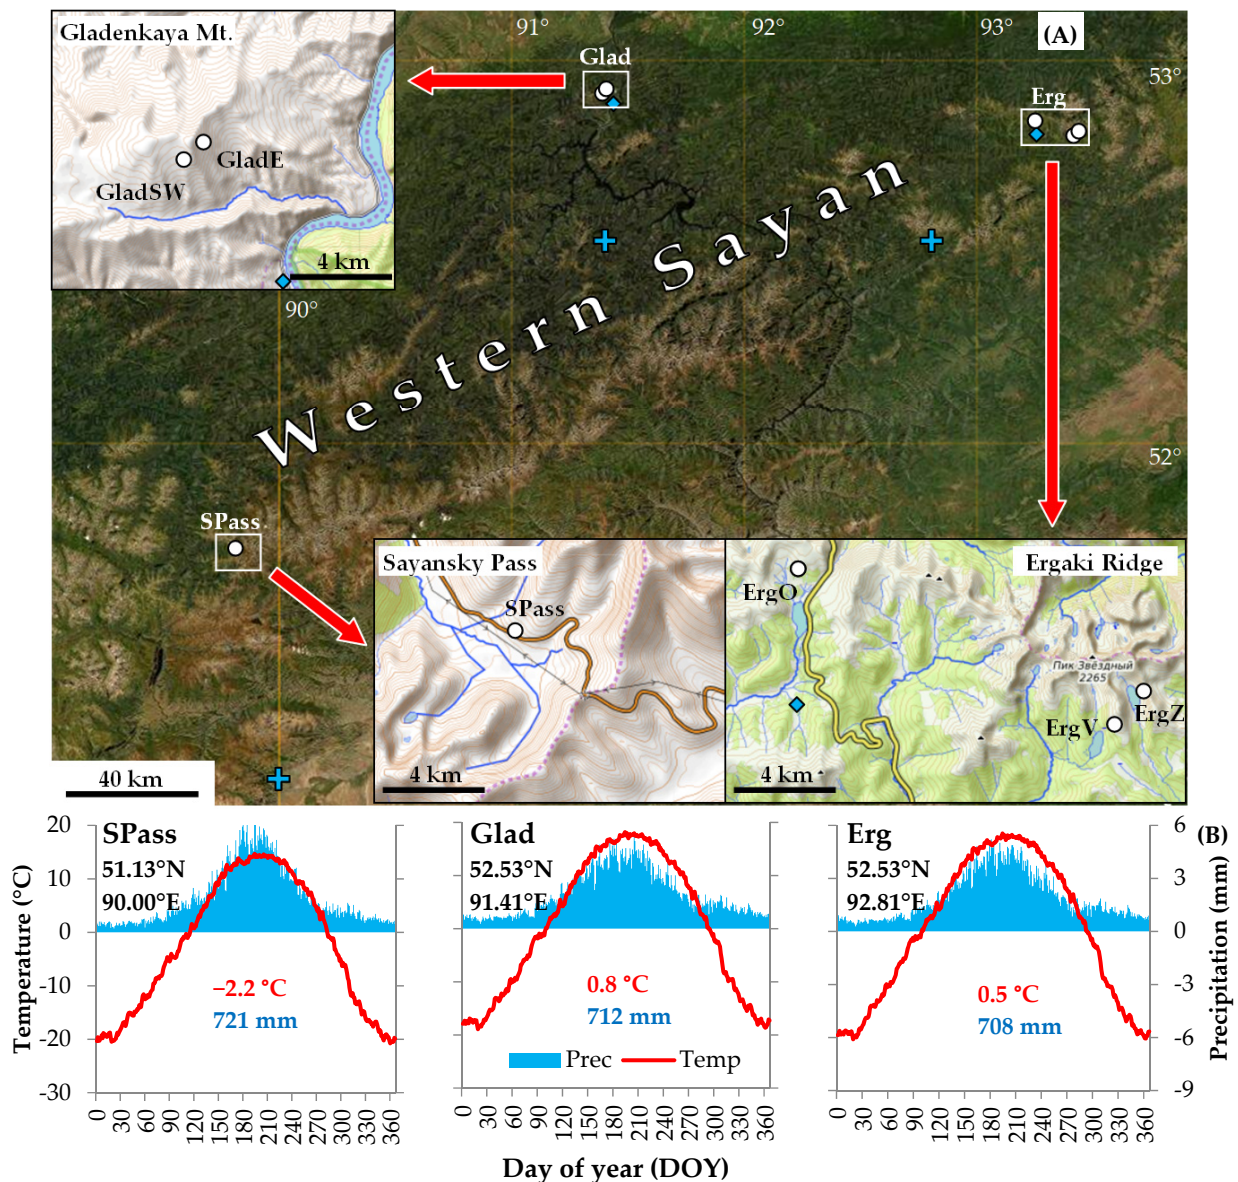 Gladenkaya Mt.
91°
92°
93°
(A)
Glad
53°
Erg
GladE
GladSW
4 km
90°
Western Sayan
52°
SPass
Sayansky Pass
SPass
4 km
Ergaki Ridge
ErgO
Пик Звёздный
2265
ErgZ
ErgV
4 km
40 km
SPass
51.13°N
90.00°E
−2.2 °C
721 mm
Glad
52.53°N
91.41°E
0.8 °C
712 mm
Prec
Temp
Erg
52.53°N
92.81°E
0.5 °C
708 mm
(B)
Temperature (°C)
20
10
0
-10
-20
-30
Precipitation (mm)
6
3
0
-3
-6
-9
0 30 60 90 120 150 180 210 240 270 300 330 360
0 30 60 90 120 150 180 210 240 270 300 330 360
0 30 60 90 120 150 180 210 240 270 300 330 360
Day of year (DOY)